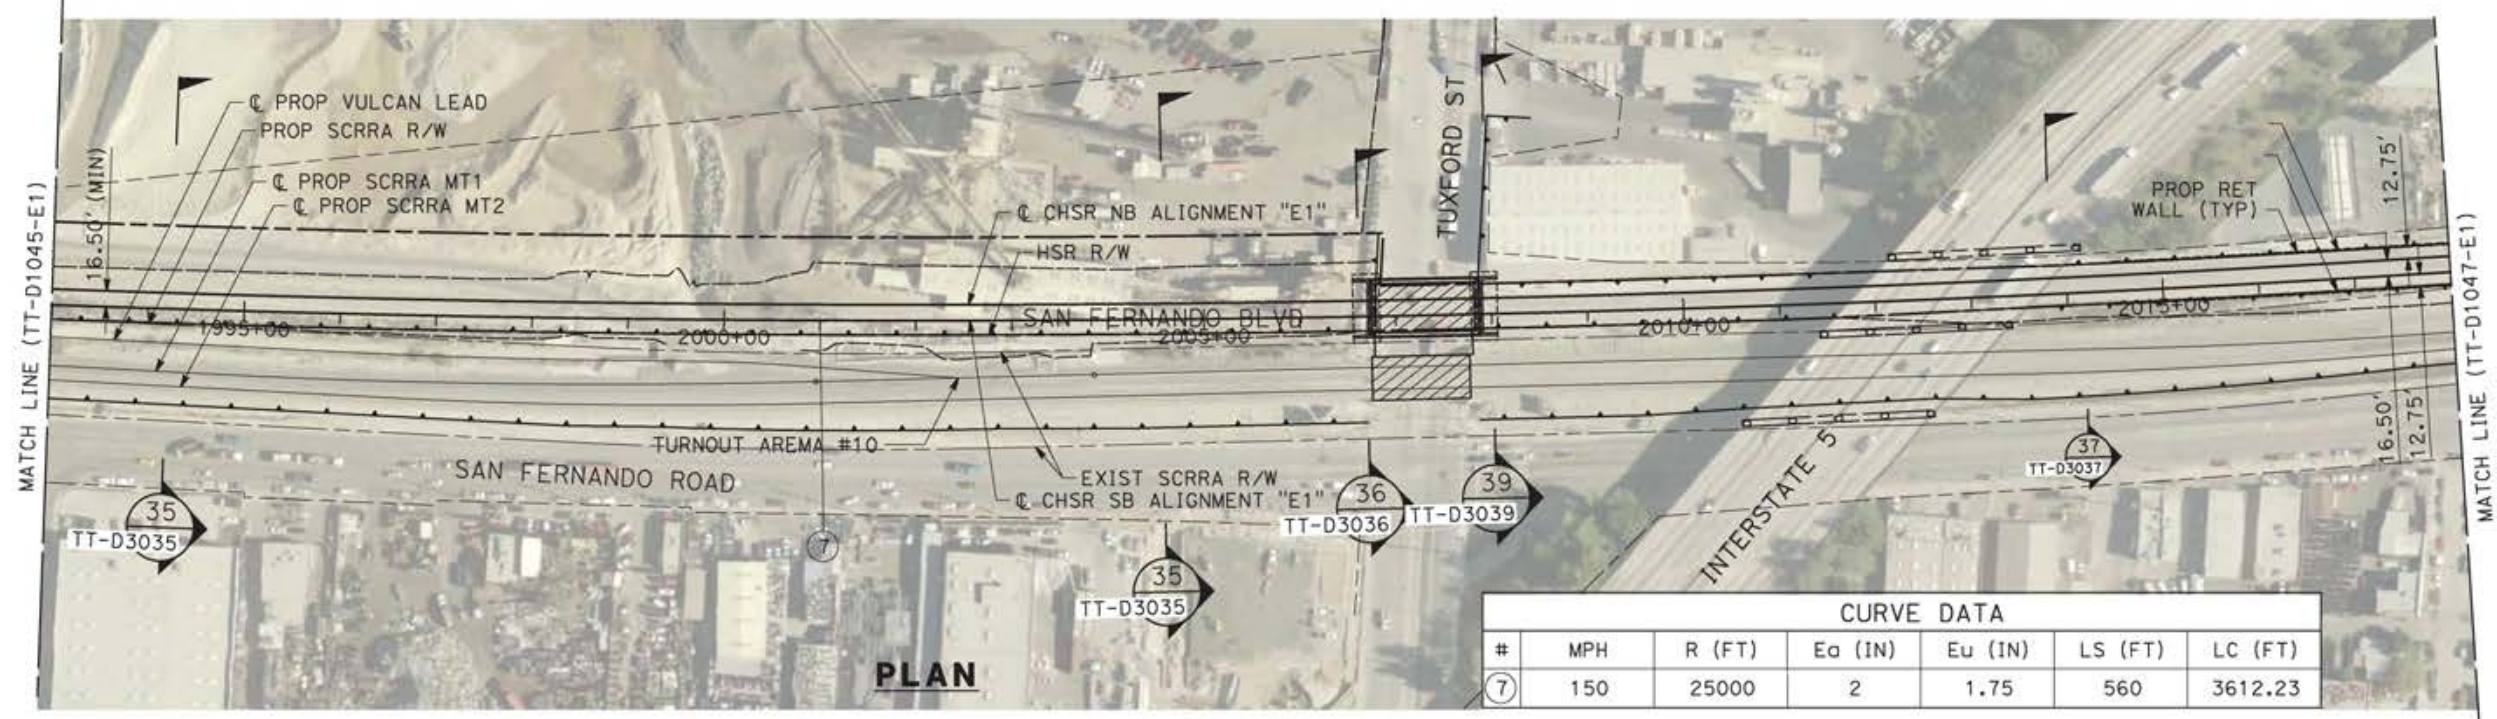 ℄ PROP VULCAN LEAD
PROP SCRRA R/W
℄ PROP SCRRA MT1
℄ PROP SCRRA MT2
16.50' (MIN)
MATCH LINE (TT-D1045-E1)
℄ CHSR NB ALIGNMENT "E1"
HSR R/W
TUXFORD ST
PROP RET
WALL (TYP)
12.75'
MATCH LINE (TT-D1047-E1)
SAN FERNANDO BLVD
1995+00
2000+00
2005+00
2010+00
2015+00
TURNOUT AREMA #10
SAN FERNANDO ROAD
EXIST SCRRA R/W
℄ CHSR SB ALIGNMENT "E1"
16.50'
12.75'
INTERSTATE 5
35
TT-D3035
7
35
TT-D3035
36
TT-D3036
39
TT-D3039
37
TT-D3037
PLAN
CURVE DATA
# MPH R (FT) Ea (IN) Eu (IN) LS (FT) LC (FT)
7 150 25000 2 1.75 560 3612.23